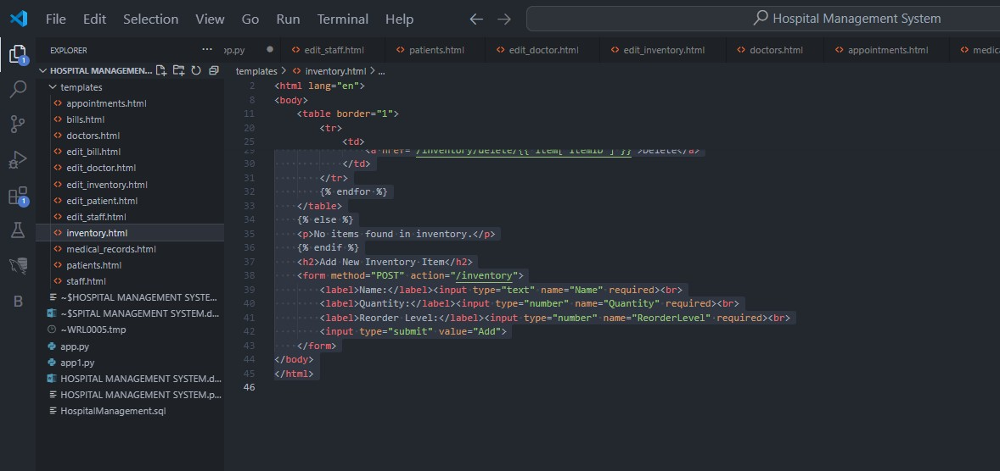 File Edit Selection View Go Run Terminal Help
Hospital Management System
EXPLORER
···
HOSPITAL MANAGEMEN...
templates
appointments.html
bills.html
doctors.html
edit_bill.html
edit_doctor.html
edit_inventory.html
edit_patient.html
edit_staff.html
inventory.html
medical_records.html
patients.html
staff.html
~$HOSPITAL MANAGEMENT SYSTE...
~$SPITAL MANAGEMENT SYSTEM.d...
~WRL0005.tmp
app.py
app1.py
HOSPITAL MANAGEMENT SYSTEM.d...
HOSPITAL MANAGEMENT SYSTEM.p...
HospitalManagement.sql
1
1
B
pp.py edit_staff.html patients.html edit_doctor.html edit_inventory.html doctors.html appointments.html medica
templates > inventory.html > ...
2 <html lang="en">
8 <body>
11 <table border="1">
20 <tr>
25 <td>
29 <a href="/inventory/delete/{{ item['ItemID'] }}">Delete</a>
30 </td>
31 </tr>
32 {% endfor %}
33 </table>
34 {% else %}
35 <p>No items found in inventory.</p>
36 {% endif %}
37 <h2>Add New Inventory Item</h2>
38 <form method="POST" action="/inventory">
39 <label>Name:</label><input type="text" name="Name" required><br>
40 <label>Quantity:</label><input type="number" name="Quantity" required><br>
41 <label>Reorder Level:</label><input type="number" name="ReorderLevel" required><br>
42 <input type="submit" value="Add">
43 </form>
44 </body>
45 </html>
46